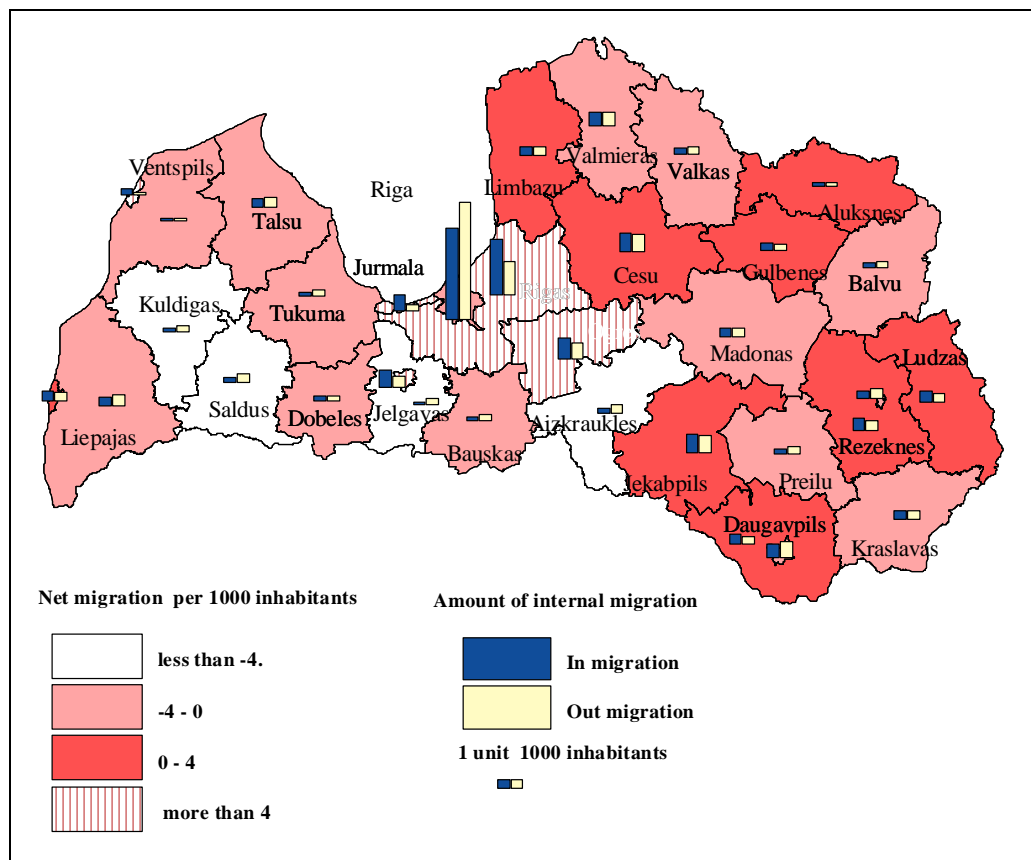 Ventspils
Valmieras
Valkas
Riga
Limbazu
Talsu
Aluksnes
Jurmala
Cesu
Gulbenes
Balvu
Rigas
Kuldigas
Tukuma
Ogres
Madonas
Ludzas
Saldus
Dobeles
Jelgavas
Aizkraukles
Liepajas
Bauskas
Rezeknes
Jekabpils
Preilu
Daugavpils
Kraslavas
Net migration per 1000 inhabitants
less than -4.
-4 - 0
0 - 4
more than 4
Amount of internal migration
In migration
Out migration
1 unit 1000 inhabitants